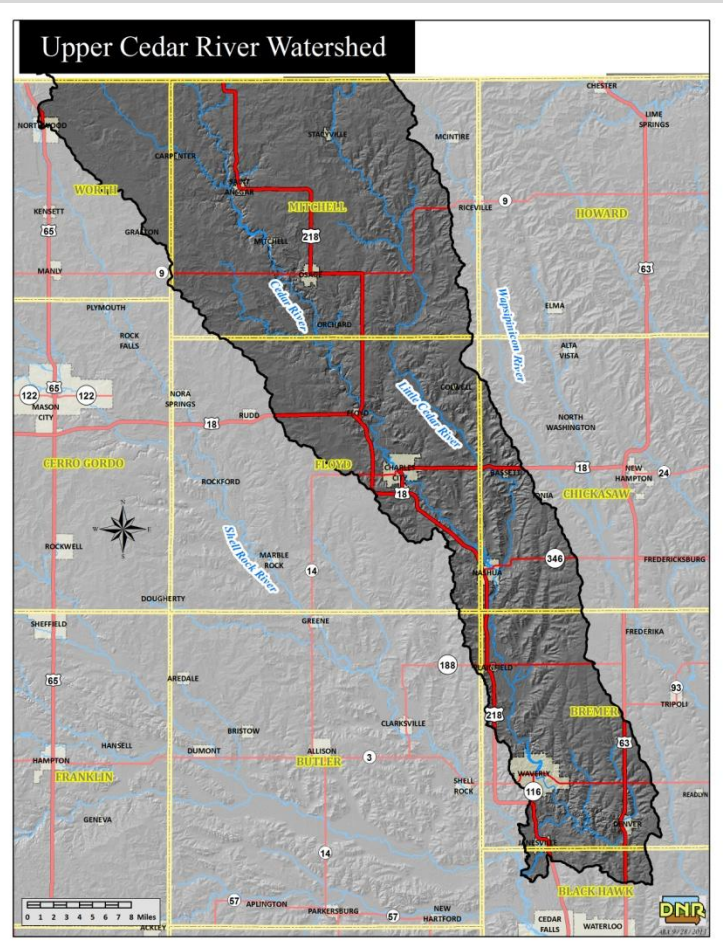 Upper Cedar River Watershed
CHESTER
LIME
SPRINGS
NORTHWOOD
STACYVILLE
MCINTIRE
CARPENTER
SAINT
ANSGAR
WORTH
MITCHELL
RICEVILLE
9
HOWARD
KENSETT
65
GRAFTON
MITCHELL
218
MANLY
9
OSAGE
63
Cedar River
Wapsipinicon River
PLYMOUTH
ELMA
ROCK
FALLS
ORCHARD
ALTA
VISTA
122
65
122
MASON
CITY
NORA
SPRINGS
COLWELL
Little Cedar River
RUDD
18
FLOYD
NORTH
WASHINGTON
CERRO GORDO
FLOYD
CHARLES
CITY
BASSETT
18
NEW
HAMPTON
24
ROCKFORD
18
IONIA
CHICKASAW
N
W
E
S
Shell Rock River
ROCKWELL
MARBLE
ROCK
14
346
FREDERICKSBURG
NASHUA
DOUGHERTY
SHEFFIELD
GREENE
FREDERIKA
188
PLAINFIELD
65
AREDALE
93
TRIPOLI
218
BREMER
CLARKSVILLE
BRISTOW
63
HANSELL
DUMONT
ALLISON
3
HAMPTON
BUTLER
WAVERLY
FRANKLIN
SHELL
ROCK
116
READLYN
GENEVA
DENVER
JANESVILLE
14
BLACK HAWK
57
APLINGTON
PARKERSBURG
57
NEW
HARTFORD
0 1 2 3 4 5 6 7 8 Miles
ACKLEY
CEDAR
FALLS
WATERLOO
DNR